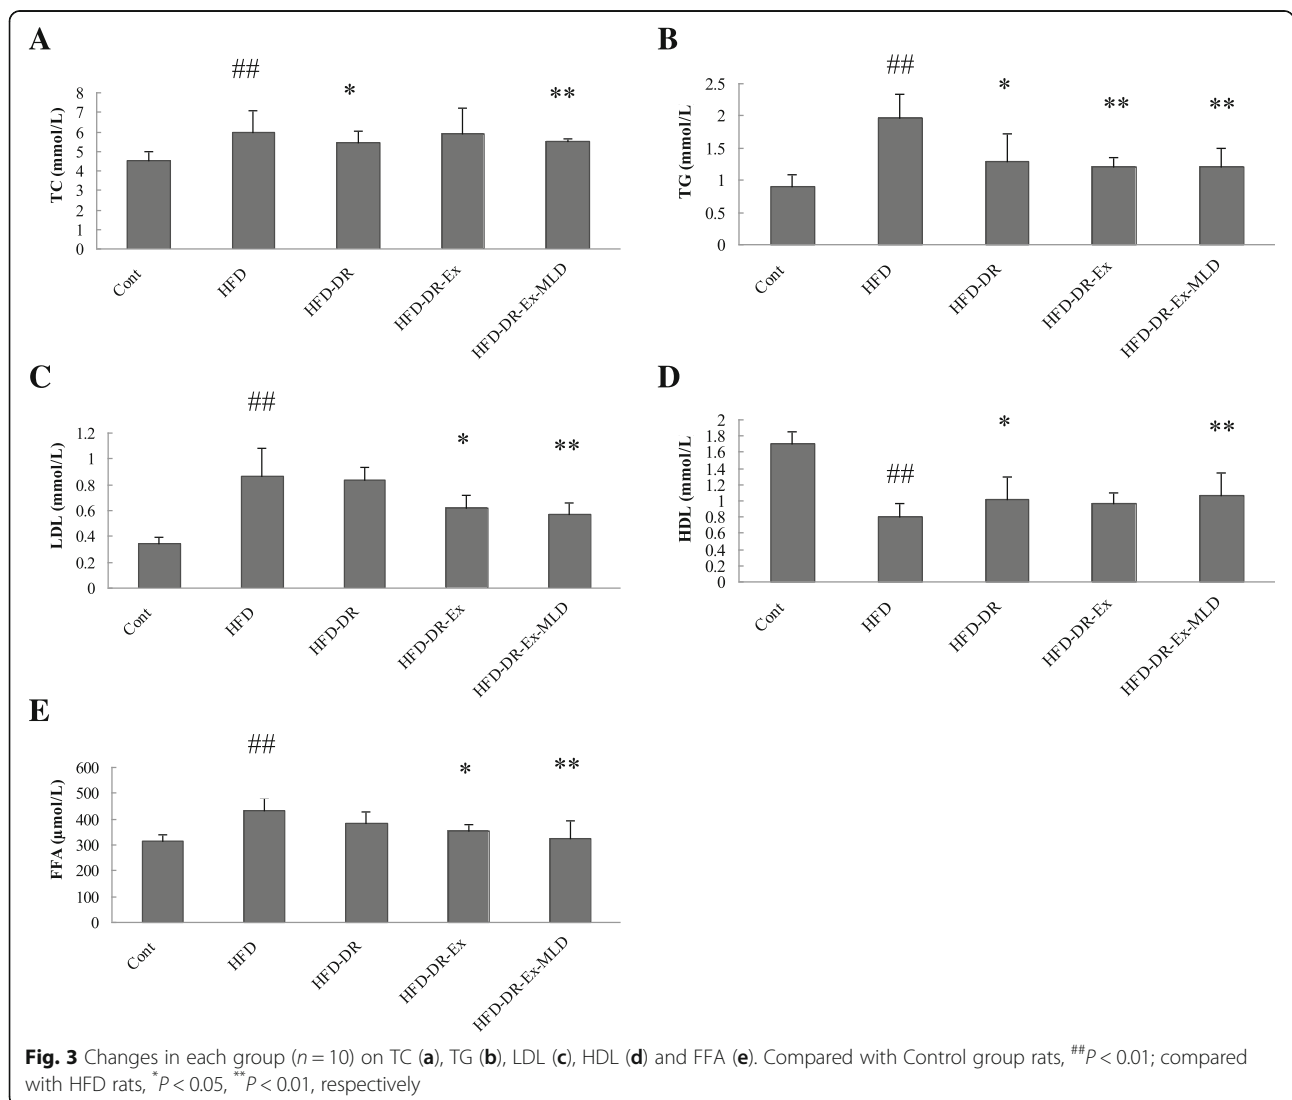 A
##
*
**
TC (mmol/L)
8
7
6
5
4
3
2
1
0
Cont
HFD
HFD-DR
HFD-DR-Ex
HFD-DR-Ex-MLD
B
##
*
**
**
TG (mmol/L
2.5
2
1.5
1
0.5
0
Cont
HFD
HFD-DR
HFD-DR-Ex
HFD-DR-Ex-MLD
C
##
*
**
LDL (mmol/L)
1.2
1
0.8
0.6
0.4
0.2
0
Cont
HFD
HFD-DR
HFD-DR-Ex
HFD-DR-Ex-MLD
D
##
*
**
HDL (mmol/L
2
1.8
1.6
1.4
1.2
1
0.8
0.6
0.4
0.2
0
Cont
HFD
HFD-DR
HFD-DR-Ex
HFD-DR-Ex-MLD
E
##
*
**
FFA (μmol/L)
600
500
400
300
200
100
0
Cont
HFD
HFD-DR
HFD-DR-Ex
HFD-DR-Ex-MLD
Fig. 3 Changes in each group (n = 10) on TC (a), TG (b), LDL (c), HDL (d) and FFA (e). Compared with Control group rats, ##P < 0.01; compared
with HFD rats, *P < 0.05, **P < 0.01, respectively